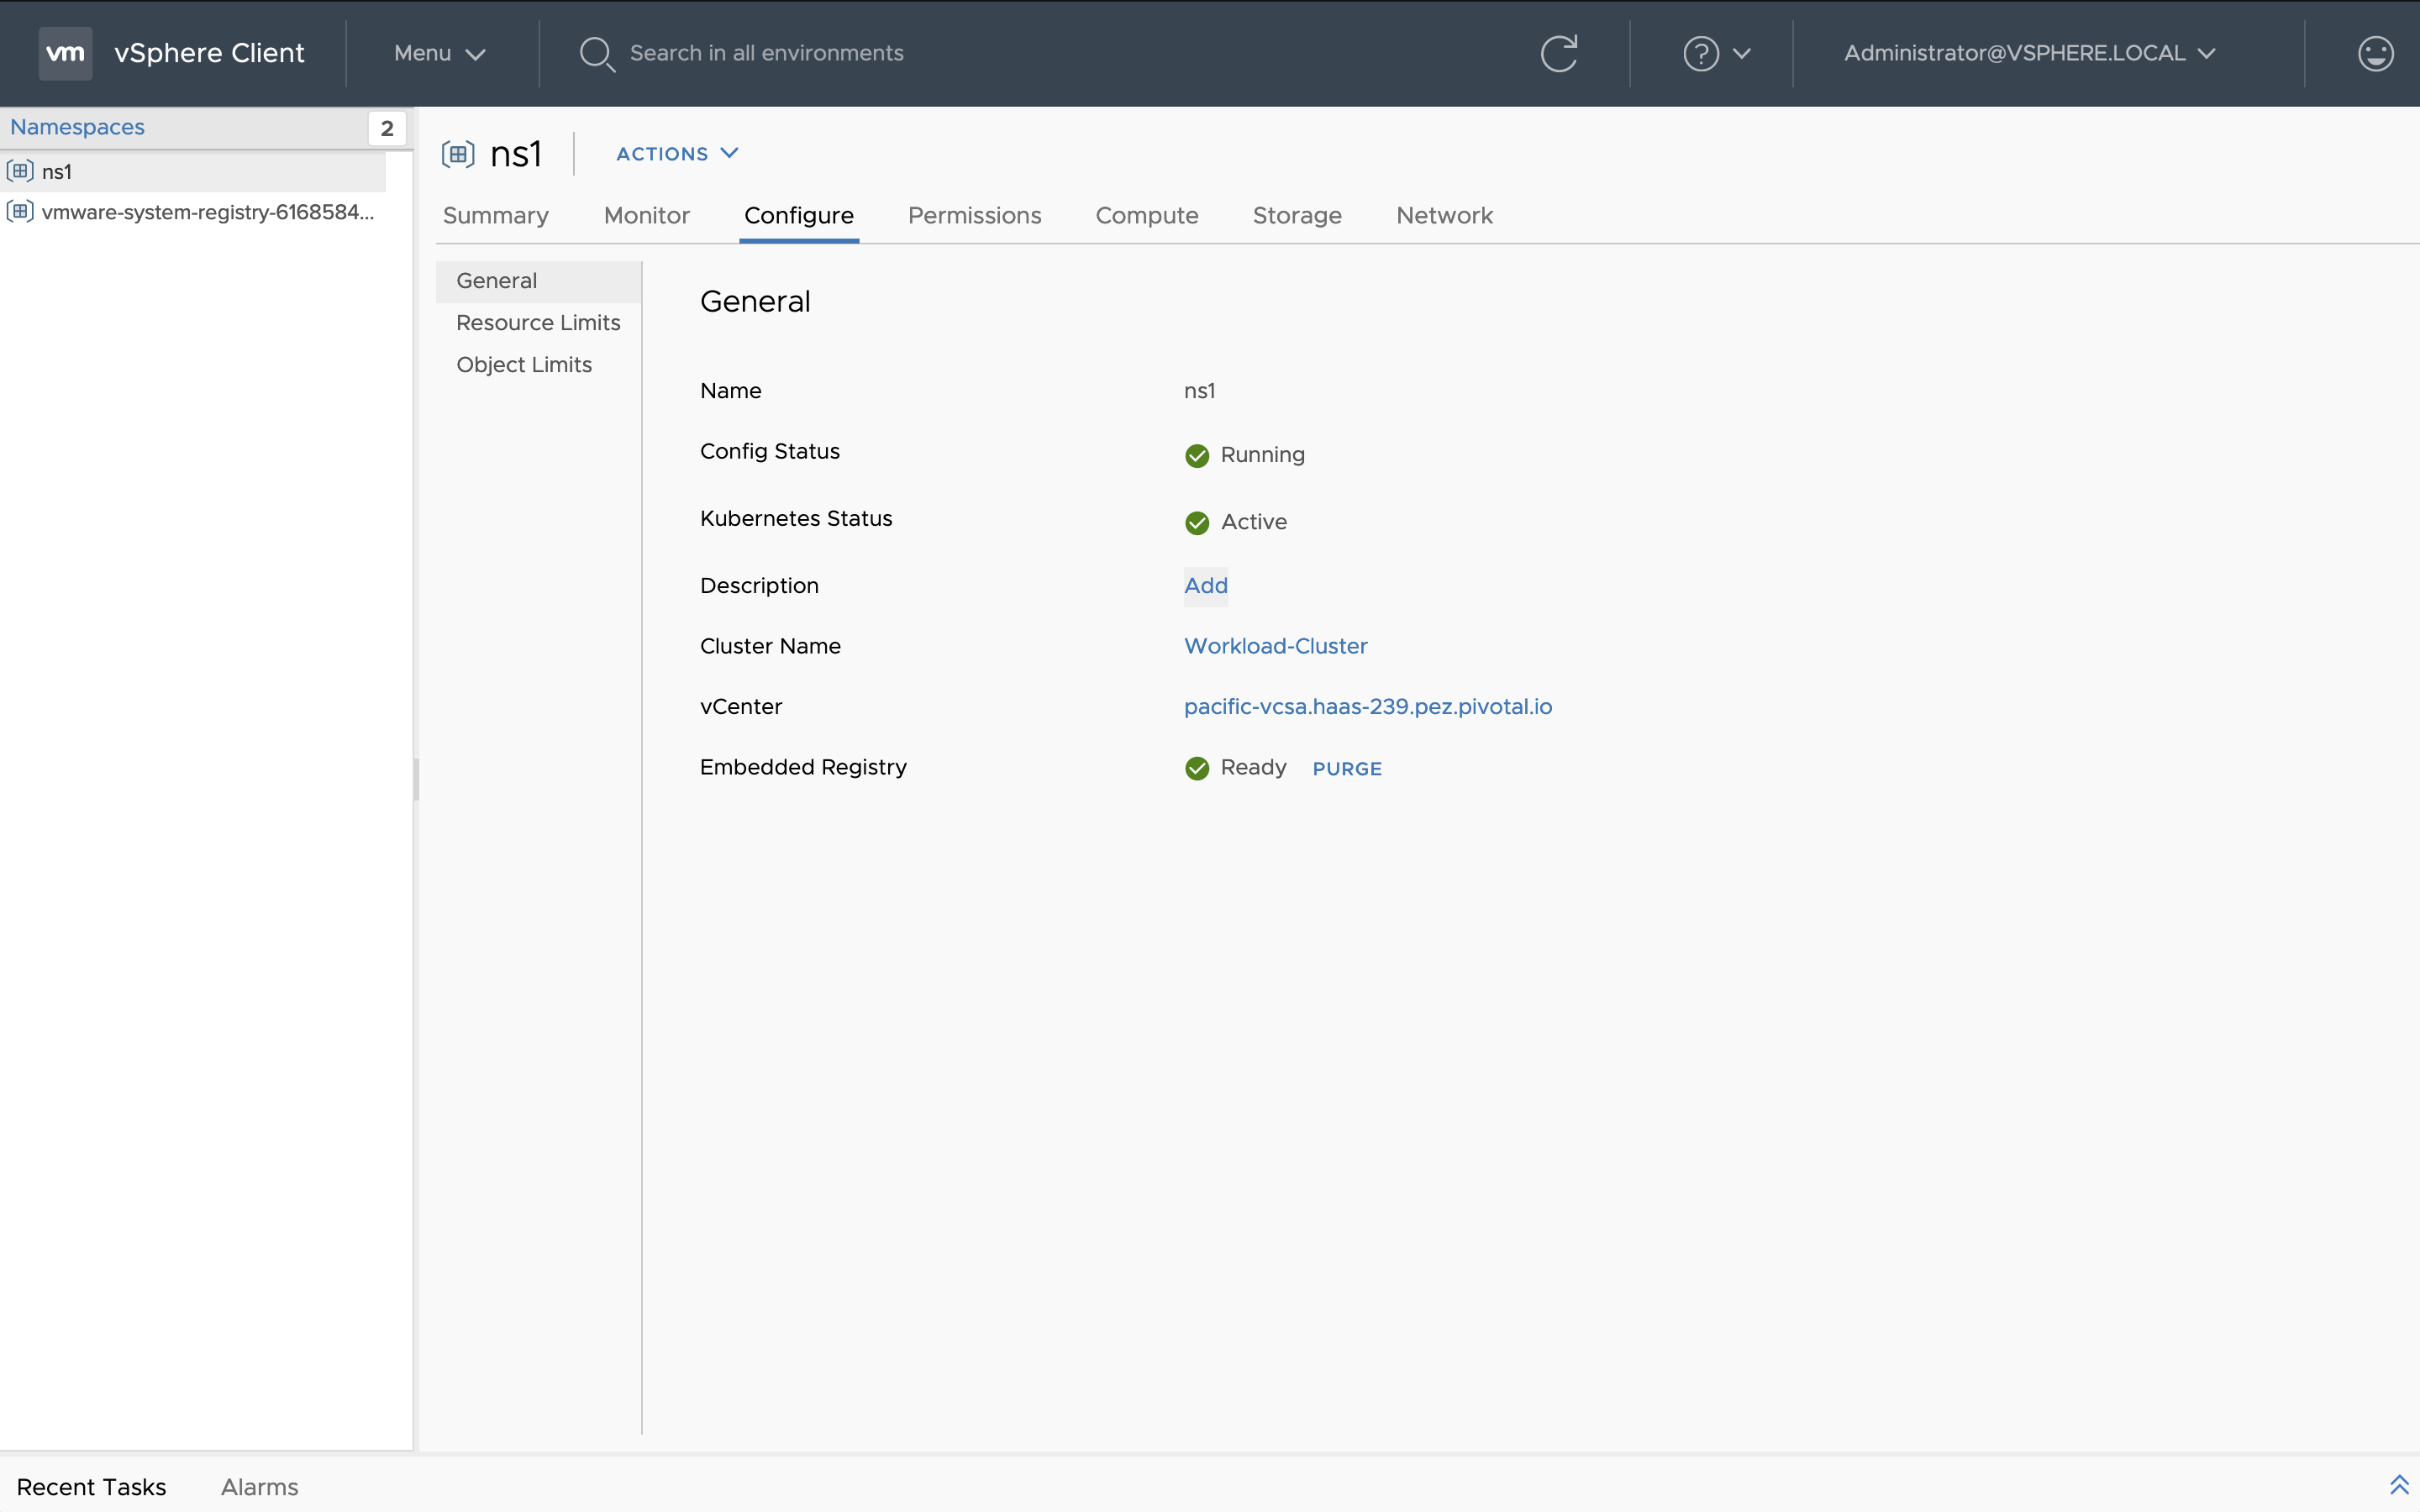 vm vSphere Client Menu Search in all environments ? Administrator@VSPHERE.LOCAL
Namespaces 2
ns1
vmware-system-registry-6168584...
ns1 ACTIONS
Summary Monitor Configure Permissions Compute Storage Network
General
Resource Limits
Object Limits
General
Name ns1
Config Status Running
Kubernetes Status Active
Description Add
Cluster Name Workload-Cluster
vCenter pacific-vcsa.haas-239.pez.pivotal.io
Embedded Registry Ready PURGE
Recent Tasks Alarms